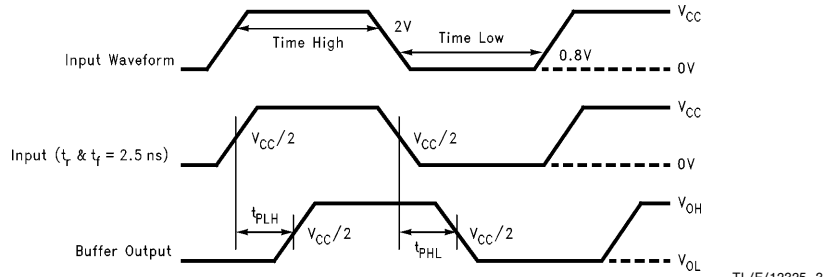 V_CC
2V
Time High
Time Low
0.8V
Input Waveform
0V
V_CC
V_CC/2
V_CC/2
Input (t_r & t_f = 2.5 ns)
0V
V_OH
t_PLH
V_CC/2
t_PHL
V_CC/2
Buffer Output
V_OL